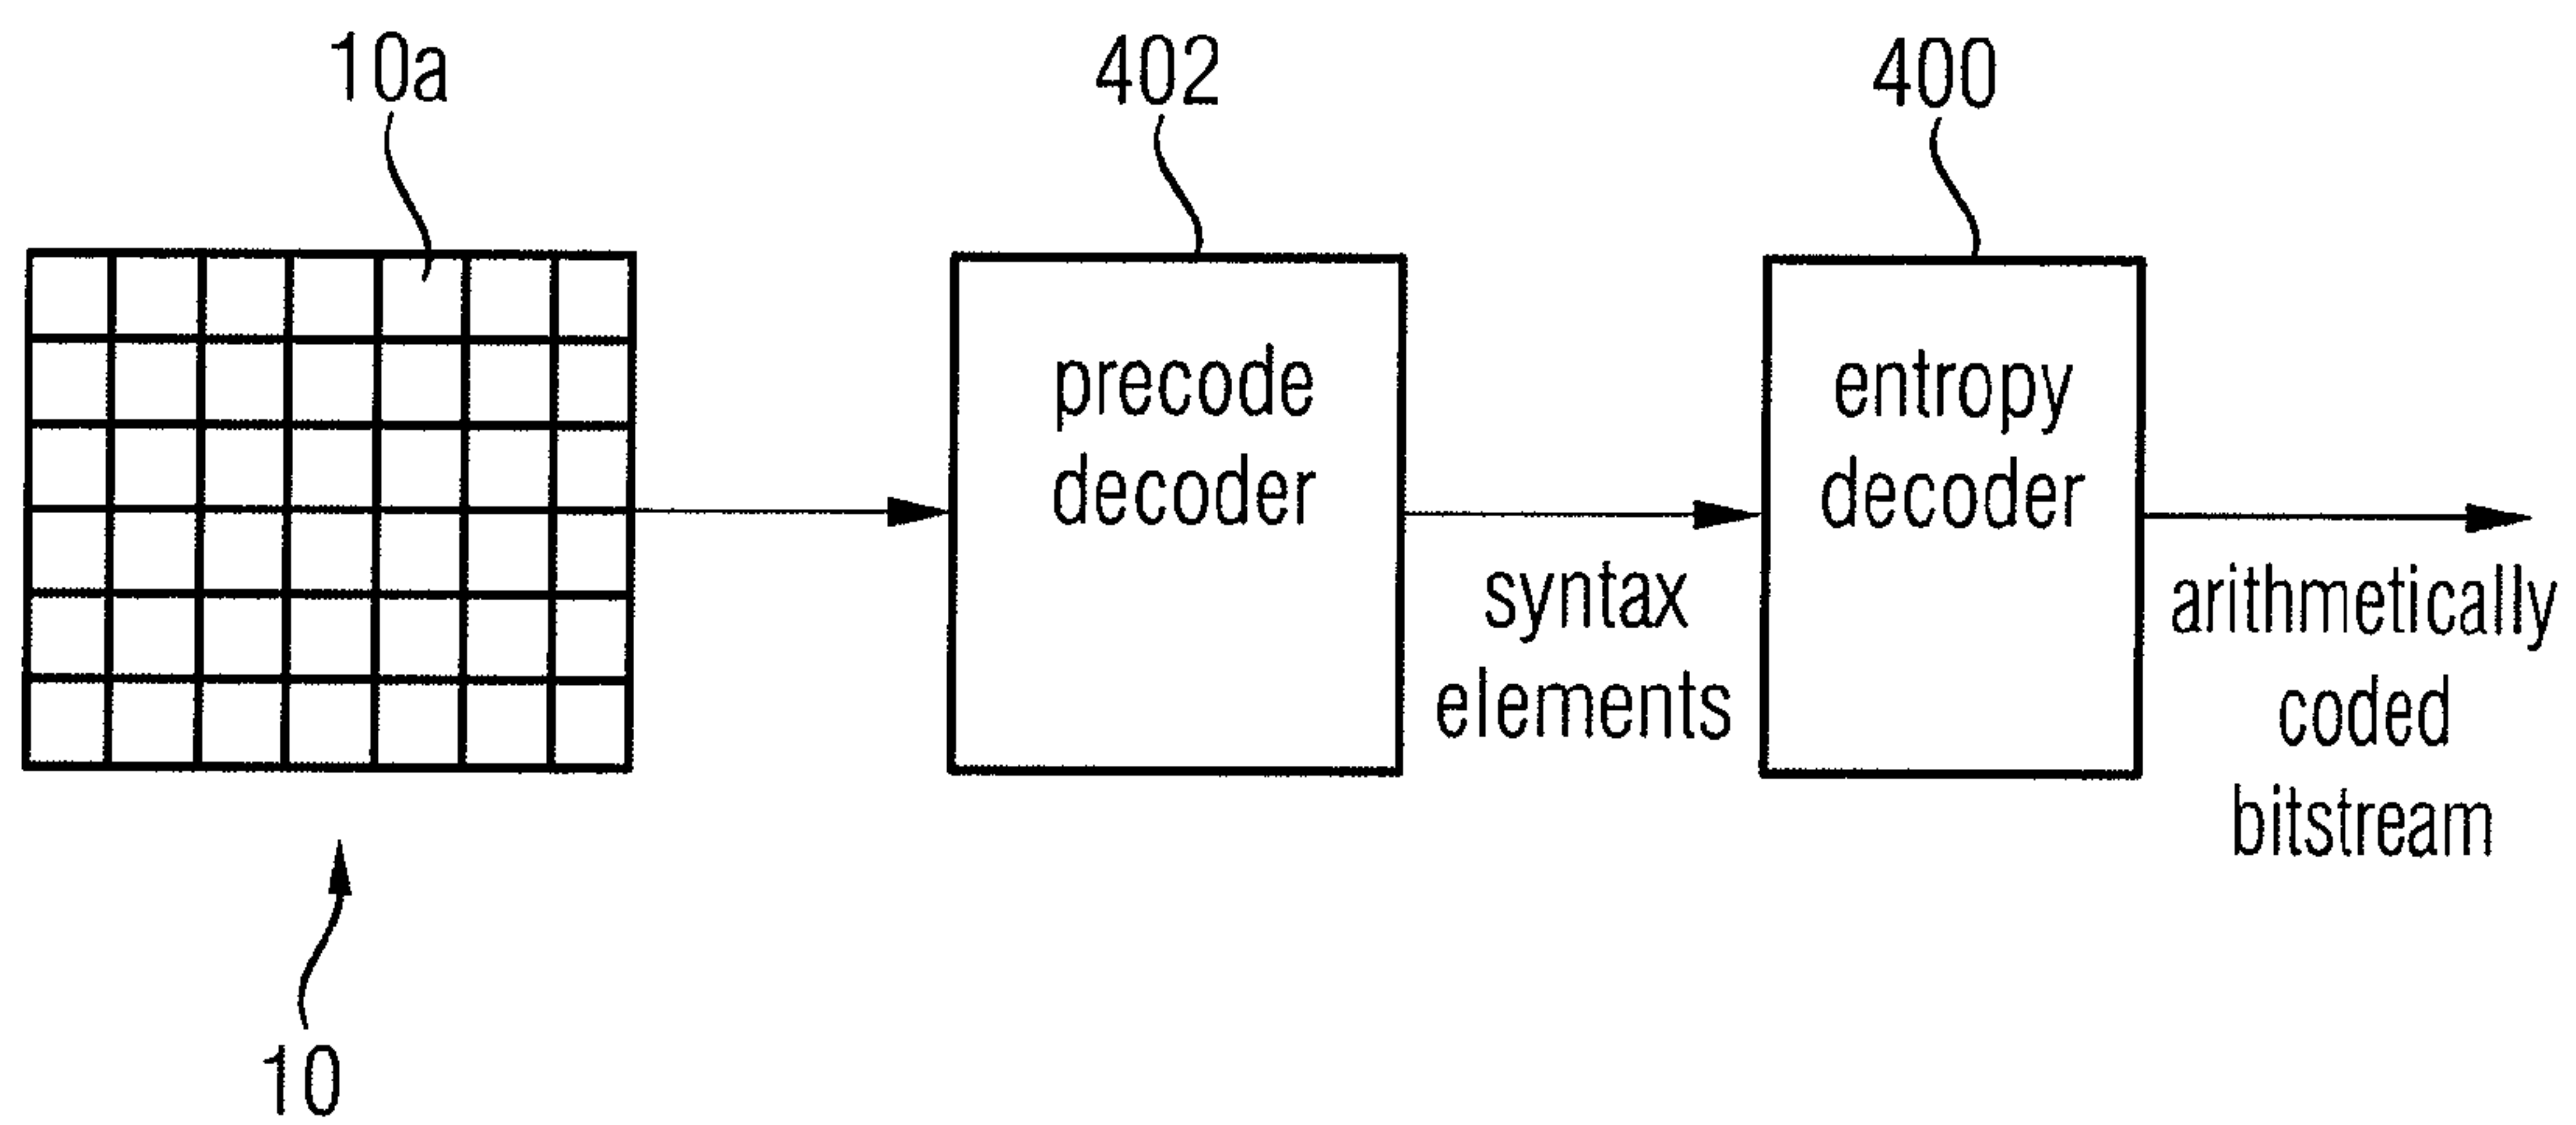 10a
402
400
precode
decoder
entropy
decoder
syntax
elements
arithmetically
coded
bitstream
10